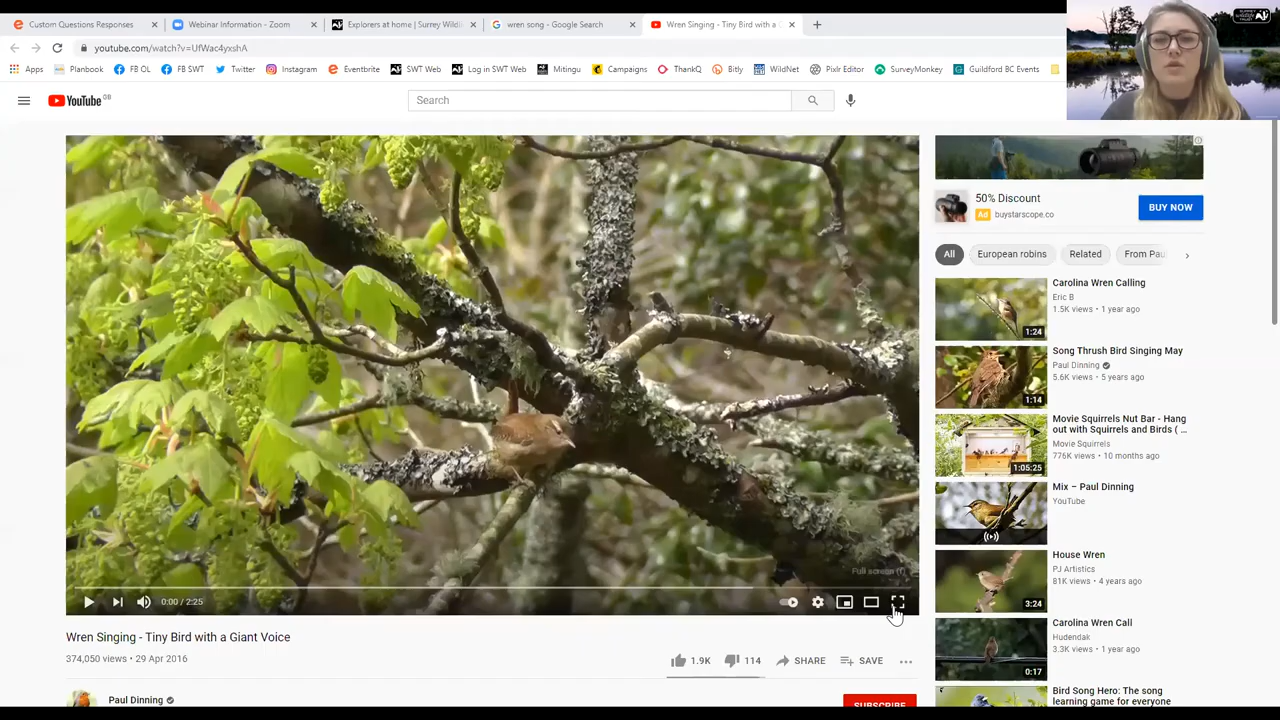 Custom Questions Responses
Webinar Information - Zoom
Explorers at home | Surrey Wildl
wren song - Google Search
Wren Singing - Tiny Bird with a G
youtube.com/watch?v=UfWac4yxshA
Apps
Planbook
FB OL
FB SWT
Twitter
Instagram
Eventbrite
SWT Web
Log in SWT Web
Mitingu
Campaigns
ThankQ
Bitly
WildNet
Pixlr Editor
SurveyMonkey
Guildford BC Events
YouTube GB
Search
50% Discount
Ad buystarscope.co
BUY NOW
All
European robins
Related
From Pau
Carolina Wren Calling
Eric B
1.5K views • 1 year ago
1:24
Song Thrush Bird Singing May
Paul Dinning
5.6K views • 5 years ago
1:14
Movie Squirrels Nut Bar - Hang
out with Squirrels and Birds ( ...
Movie Squirrels
776K views • 10 months ago
1:05:25
Mix – Paul Dinning
YouTube
House Wren
PJ Artistics
81K views • 4 years ago
3:24
Carolina Wren Call
Hudendak
3.3K views • 1 year ago
0:17
Bird Song Hero: The song
learning game for everyone
Full screen (f)
0:00 / 2:25
Wren Singing - Tiny Bird with a Giant Voice
374,050 views • 29 Apr 2016
1.9K
114
SHARE
SAVE
Paul Dinning
SUBSCRIBE